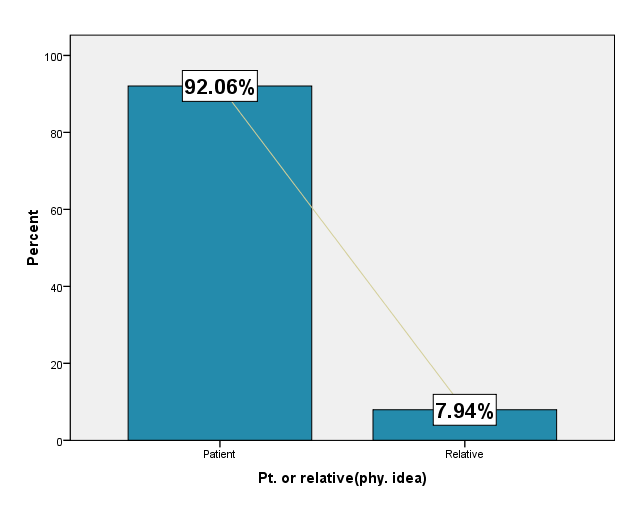 100
80
60
40
20
0
Percent
92.06%
7.94%
Patient
Relative
Pt. or relative(phy. idea)